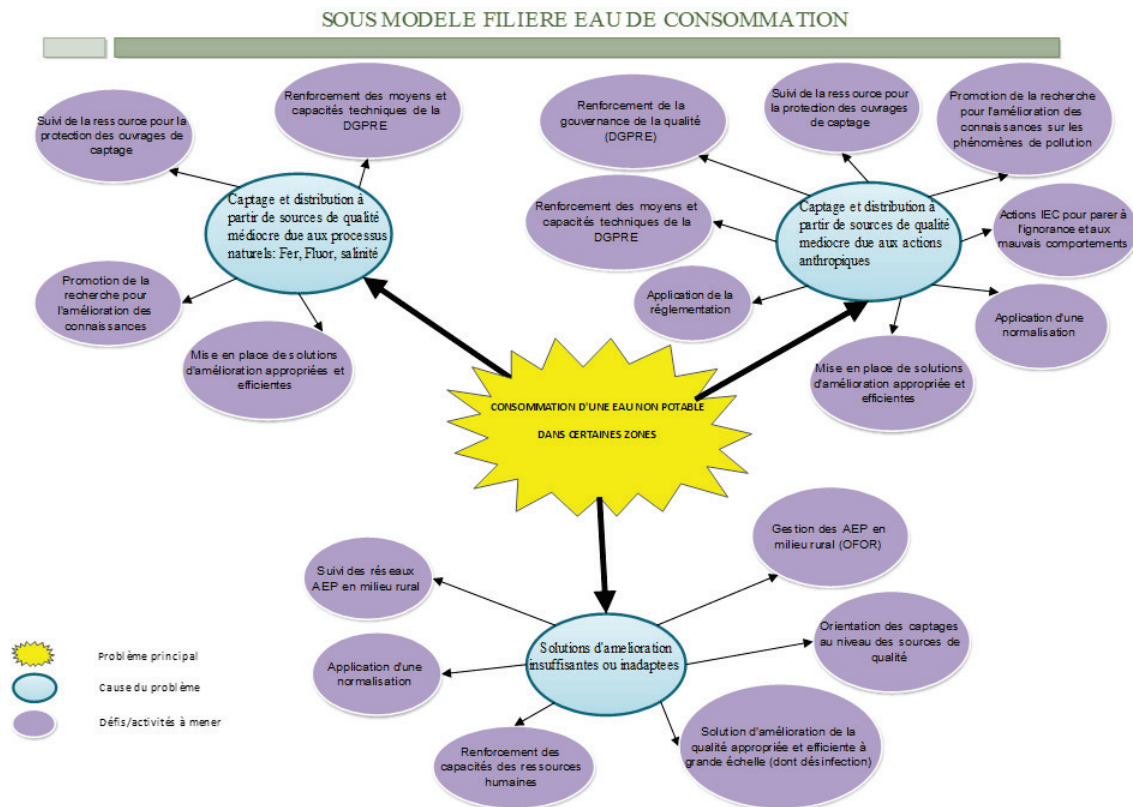 SOUS MODELE FILIERE EAU DE CONSOMMATION
Suivi de la ressource pour la
protection des ouvrages de
captage
Renforcement des moyens et
capacités techniques de la
DGPRE
Captage et distribution à
partir de sources de qualité
médiocre due aux processus
naturels: Fer, Fluor, salinité
Promotion de la
recherche pour
l'amélioration des
connaissances
Mise en place de solutions
d'amélioration appropriées et
efficientes
Renforcement de la
gouvernance de la qualité
(DGPRE)
Suivi de la ressource pour
la protection des ouvrages
de captage
Promotion de la recherche
pour l'amélioration des
connaissances sur les
phénomènes de pollution
Renforcement des moyens et
capacités techniques de la
DGPRE
Captage et distribution à
partir de sources de qualité
mediocre due aux actions
anthropiques
Actions IEC pour parer à
l'ignorance et aux
mauvais comportements
Application de la
réglementation
Application d'une
normalisation
Mise en place de solutions
d'amélioration appropriée et
efficientes
CONSOMMATION D'UNE EAU NON POTABLE
DANS CERTAINES ZONES
Suivi des réseaux
AEP en milieu rural
Gestion des AEP en
milieu rural (OFOR)
Solutions d'amelioration
insuffisantes ou inadaptees
Application d'une
normalisation
Orientation des captages
au niveau des sources de
qualité
Renforcement des
capacités des ressources
humaines
Solution d'amélioration de la
qualité appropriée et efficiente à
grande échelle (dont désinfection)
Problème principal
Cause du problème
Défis/activités à mener